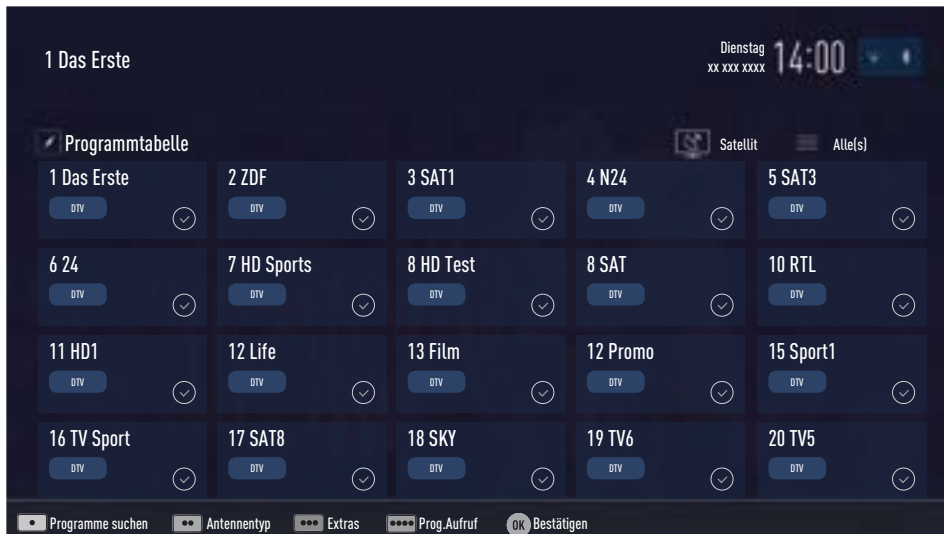 1 Das Erste
Dienstag
xx xxx xxxx
14:00
Programmtabelle
Satellit
Alle(s)
1 Das Erste
2 ZDF
3 SAT1
4 N24
5 SAT3
DTV
DTV
DTV
DTV
DTV
6 24
7 HD Sports
8 HD Test
8 SAT
10 RTL
DTV
DTV
DTV
DTV
DTV
11 HD1
12 Life
13 Film
12 Promo
15 Sport1
DTV
DTV
DTV
DTV
DTV
16 TV Sport
17 SAT8
18 SKY
19 TV6
20 TV5
DTV
DTV
DTV
DTV
DTV
Programme suchen
Antennentyp
Extras
Prog.Aufruf
OK Bestätigen